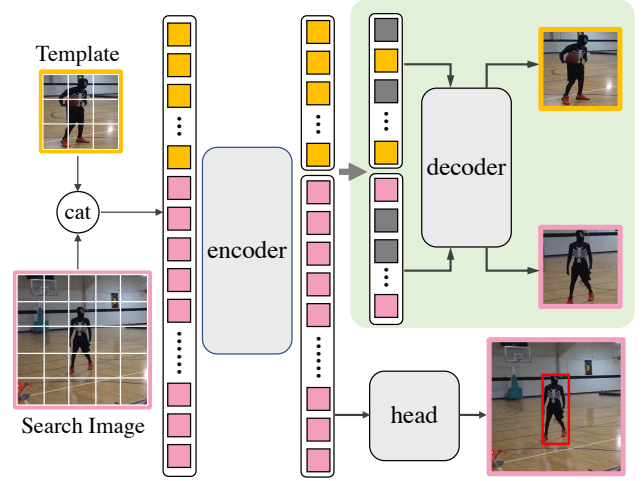 Template
cat
Search Image
encoder
decoder
head